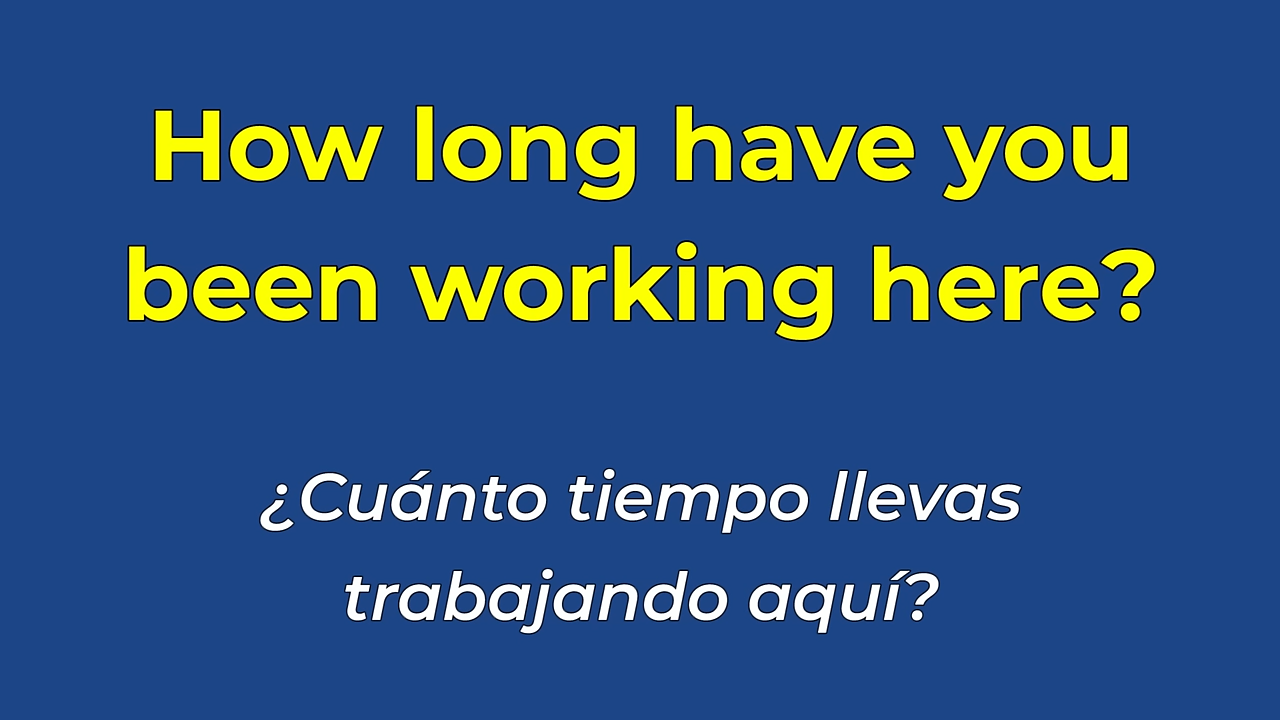 How long have you
been working here?
¿Cuánto tiempo llevas
trabajando aquí?